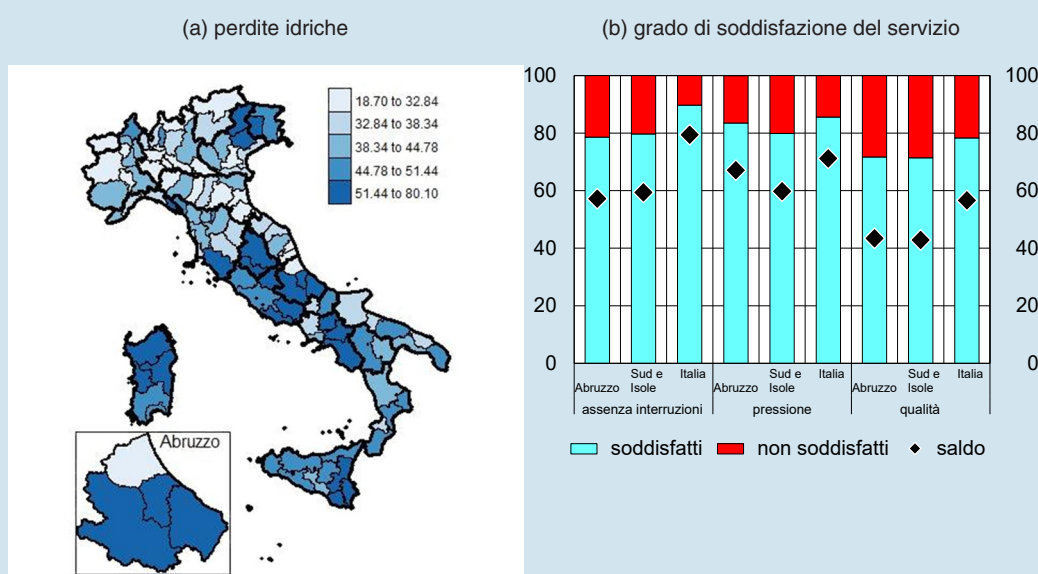 (a) perdite idriche
18.70 to 32.84
32.84 to 38.34
38.34 to 44.78
44.78 to 51.44
51.44 to 80.10
Abruzzo
(b) grado di soddisfazione del servizio
100 100
80 80
60 60
40 40
20 20
0 0
Abruzzo Sud e Isole Italia Abruzzo Sud e Isole Italia Abruzzo Sud e Isole Italia
assenza interruzioni pressione qualità
soddisfatti non soddisfatti saldo